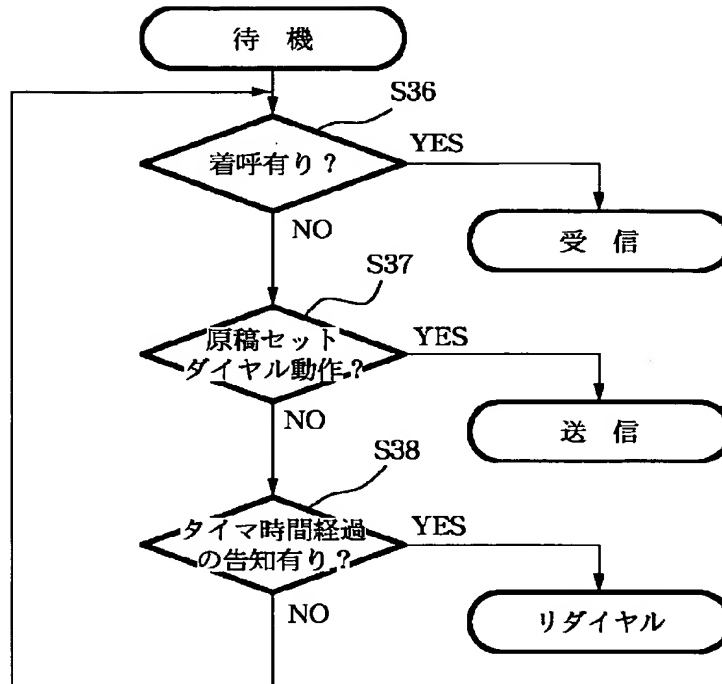 待 機
S36
着呼有り?
YES
NO
受 信
S37
原稿セット
ダイヤル動作?
YES
NO
送 信
S38
タイマ時間経過
の告知有り?
YES
NO
リダイヤル